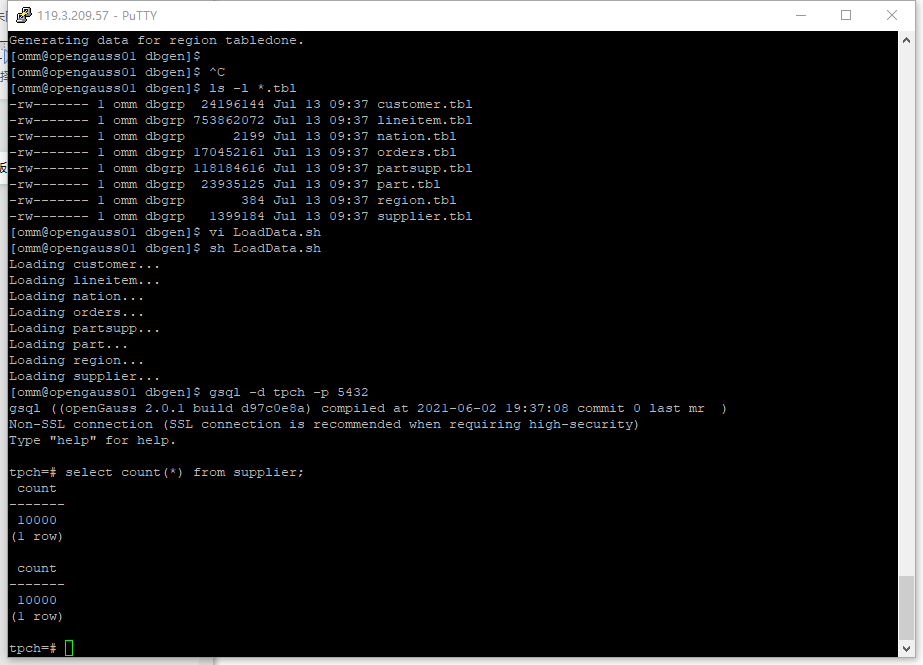 119.3.209.57 - PuTTY
Generating data for region tabledone.
[omm@opengauss01 dbgen]$
[omm@opengauss01 dbgen]$ ^C
[omm@opengauss01 dbgen]$ ls -l *.tbl
-rw------- 1 omm dbgrp  24196144 Jul 13 09:37 customer.tbl
-rw------- 1 omm dbgrp 753862072 Jul 13 09:37 lineitem.tbl
-rw------- 1 omm dbgrp      2199 Jul 13 09:37 nation.tbl
-rw------- 1 omm dbgrp 170452161 Jul 13 09:37 orders.tbl
-rw------- 1 omm dbgrp 118184616 Jul 13 09:37 partsupp.tbl
-rw------- 1 omm dbgrp  23935125 Jul 13 09:37 part.tbl
-rw------- 1 omm dbgrp       384 Jul 13 09:37 region.tbl
-rw------- 1 omm dbgrp   1399184 Jul 13 09:37 supplier.tbl
[omm@opengauss01 dbgen]$ vi LoadData.sh
[omm@opengauss01 dbgen]$ sh LoadData.sh
Loading customer...
Loading lineitem...
Loading nation...
Loading orders...
Loading partsupp...
Loading part...
Loading region...
Loading supplier...
[omm@opengauss01 dbgen]$ gsql -d tpch -p 5432
gsql ((openGauss 2.0.1 build d97c0e8a) compiled at 2021-06-02 19:37:08 commit 0 last mr  )
Non-SSL connection (SSL connection is recommended when requiring high-security)
Type "help" for help.
tpch=# select count(*) from supplier;
 count
-------
 10000
(1 row)
 count
-------
 10000
(1 row)
tpch=#